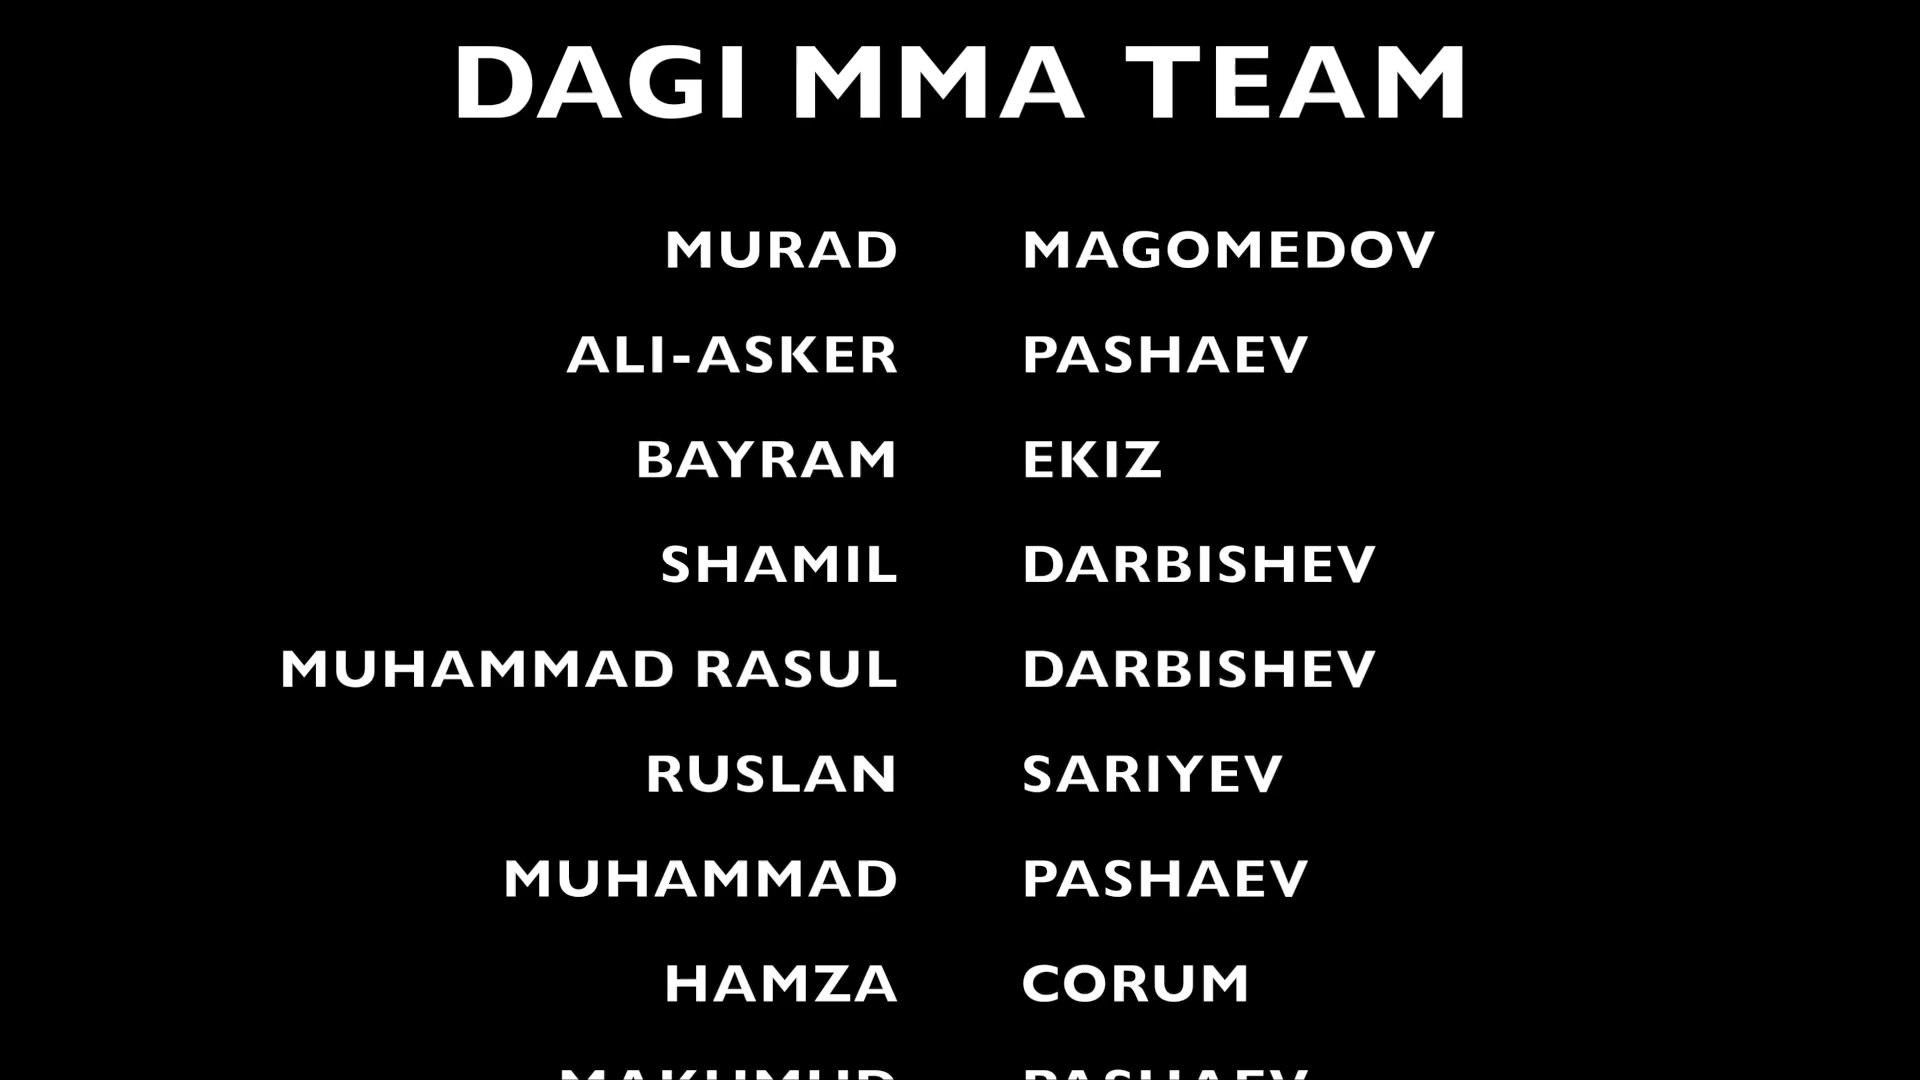 DAGI MMA TEAM
MURAD MAGOMEDOV
ALI-ASKER PASHAEV
BAYRAM EKIZ
SHAMIL DARBISHEV
MUHAMMAD RASUL DARBISHEV
RUSLAN SARIYEV
MUHAMMAD PASHAEV
HAMZA CORUM
PASHAEV